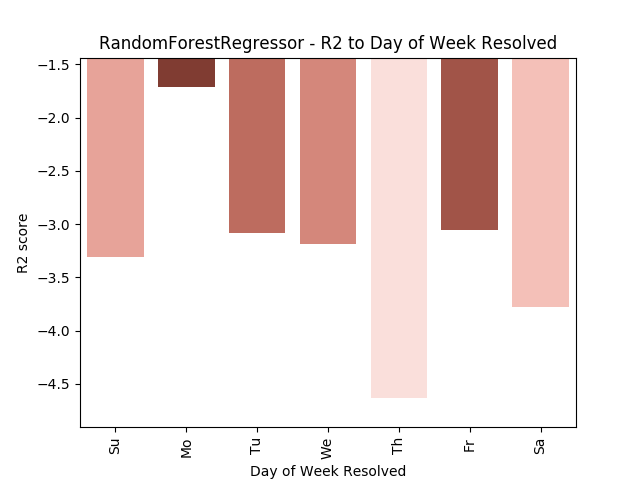 RandomForestRegressor - R2 to Day of Week Resolved
−1.5
−2.0
−2.5
−3.0
−3.5
−4.0
−4.5
R2 score
Su
Mo
Tu
We
Th
Fr
Sa
Day of Week Resolved